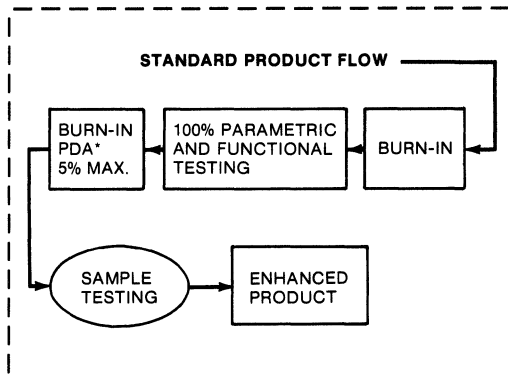 STANDARD PRODUCT FLOW
BURN-IN
PDA*
5% MAX.
100% PARAMETRIC
AND FUNCTIONAL
TESTING
BURN-IN
SAMPLE
TESTING
ENHANCED
PRODUCT